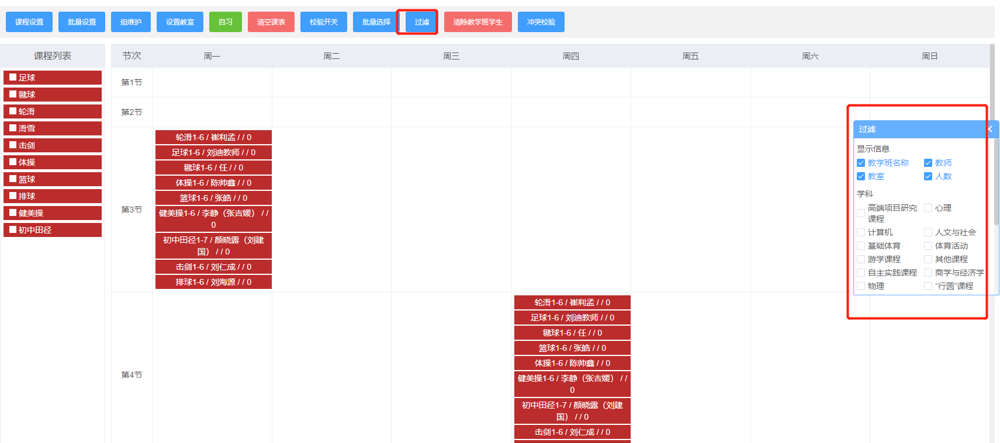 课程设置 批量设置 组维护 设置教室 自习 清空课表 校验开关 批量选择 过滤 清除教学班学生 冲突校验
课程列表
足球
毽球
轮滑
滑雪
击剑
体操
篮球
排球
健美操
初中田径
节次 周一 周二 周三 周四 周五 周六 周日
第1节
第2节
第3节
轮滑1-6 / 崔利孟 / / 0
足球1-6 / 刘迪教师 / / 0
毽球1-6 / 任 / / 0
体操1-6 / 陈帅鑫 / / 0
篮球1-6 / 张皓 / / 0
健美操1-6 / 李静（张吉媛） / /
0
初中田径1-7 / 颜晓露（刘建
国） / / 0
击剑1-6 / 刘仁成 / / 0
排球1-6 / 刘海源 / / 0
第4节
轮滑1-6 / 崔利孟 / / 0
足球1-6 / 刘迪教师 / / 0
毽球1-6 / 任 / / 0
篮球1-6 / 张皓 / / 0
体操1-6 / 陈帅鑫 / / 0
健美操1-6 / 李静（张吉媛） / /
0
初中田径1-7 / 颜晓露（刘建
国） / / 0
击剑1-6 / 刘仁成 / / 0
过滤
显示信息
教学班名称 教师
教室 人数
学科
高端项目研究
课程
心理
计算机 人文与社会
基础体育 体育活动
游学课程 其他课程
自主实践课程 商学与经济学
物理 “行圆”课程